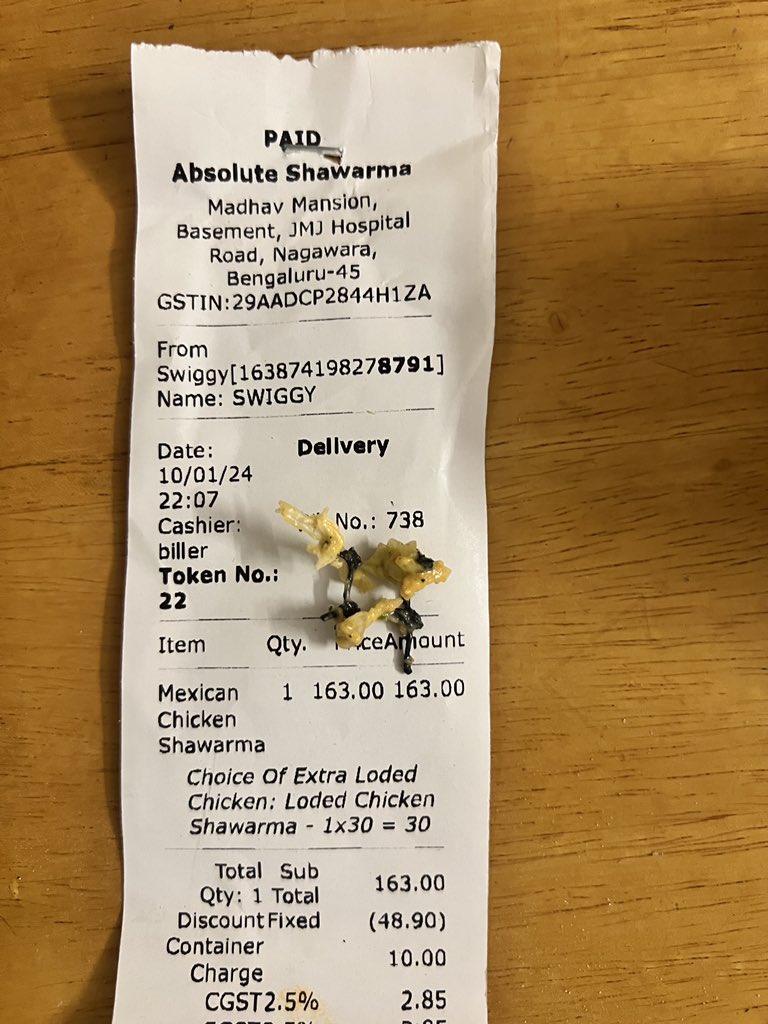 PAID
Absolute Shawarma
Madhav Mansion,
Basement, JMJ Hospital
Road, Nagawara,
Bengaluru-45
GSTIN:29AADCP2844H1ZA
From
Swiggy[163874198278791]
Name: SWIGGY
Date: Delivery
10/01/24
22:07
Cashier: No.: 738
biller
Token No.:
22
Item Qty. Amount
Mexican 1 163.00 163.00
Chicken
Shawarma
Choice Of Extra Loded
Chicken: Loded Chicken
Shawarma - 1x30 = 30
Total Sub
Qty: 1 Total 163.00
Discount Fixed (48.90)
Container
Charge 10.00
CGST2.5% 2.85